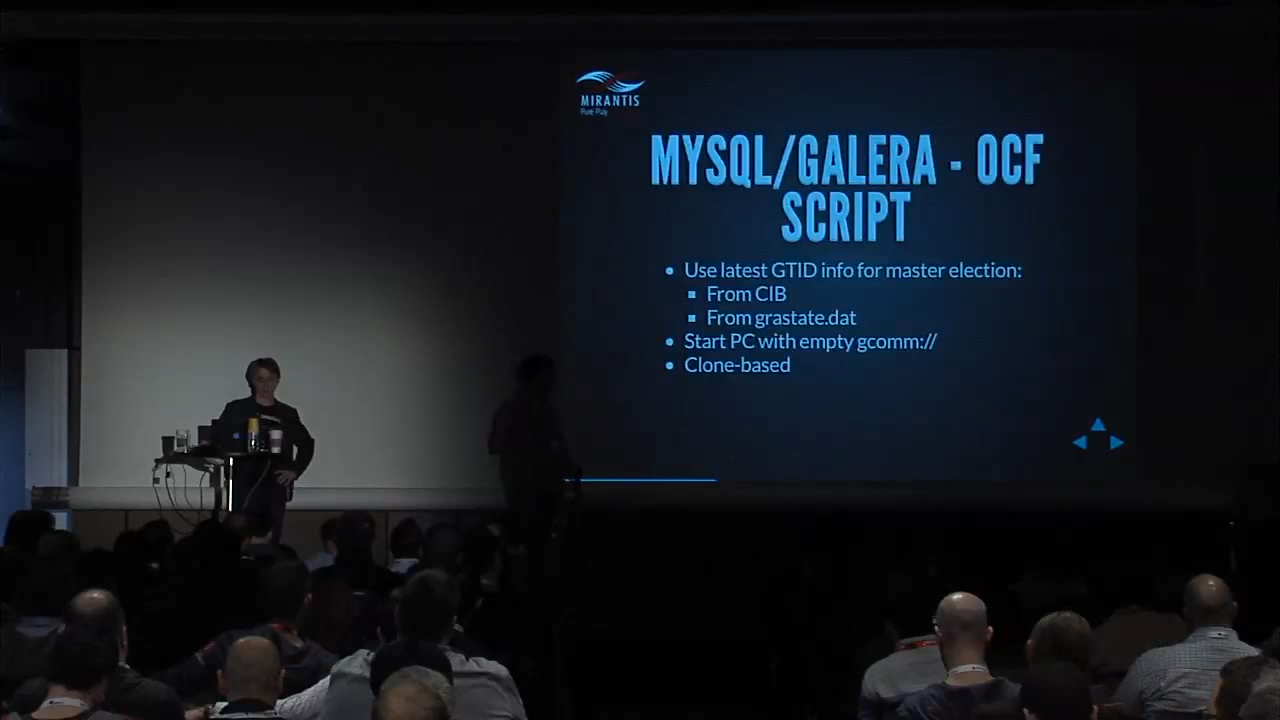 MIRANTIS
Pure Play
MYSQL/GALERA - OCF
SCRIPT
Use latest GTID info for master election:
From CIB
From grastate.dat
Start PC with empty gcomm://
Clone-based